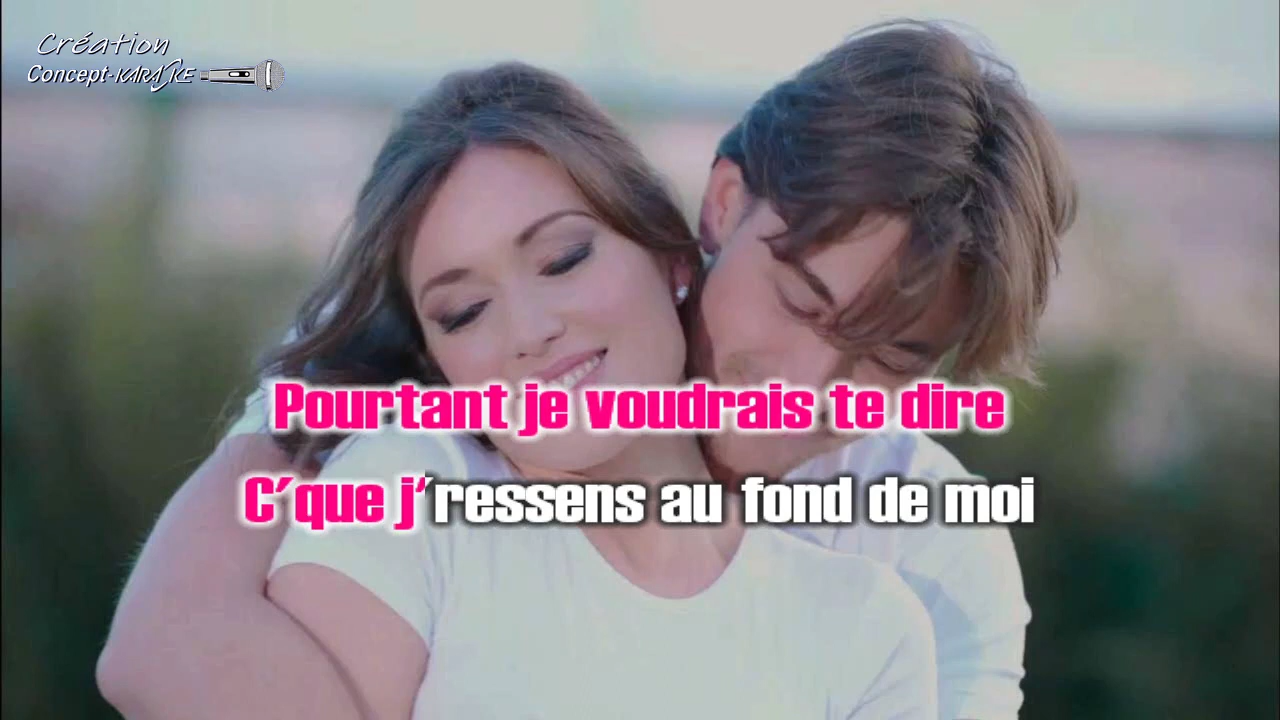 Création
Concept-KARAOKE
Pourtant je voudrais te dire
C'que j'ressens au fond de moi